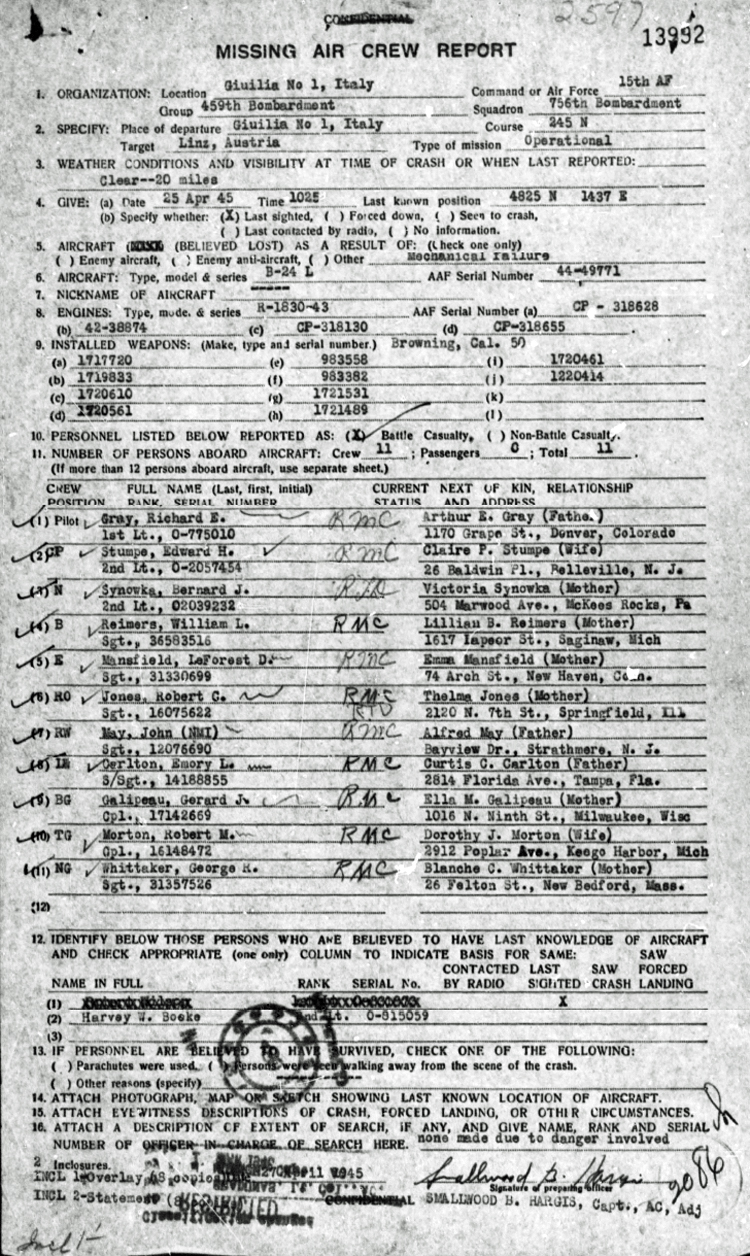 CONFIDENTIAL
2597
13992
MISSING AIR CREW REPORT
1. ORGANIZATION: Location Giuilia No 1, Italy Command or Air Force 15th AF
Group 459th Bombardment Squadron 756th Bombardment
2. SPECIFY: Place of departure Giuilia No 1, Italy Course 245 N
Target Linz, Austria Type of mission Operational
3. WEATHER CONDITIONS AND VISIBILITY AT TIME OF CRASH OR WHEN LAST REPORTED:
Clear--20 miles
4. GIVE: (a) Date 25 Apr 45 Time 1025 Last known position 4825 N 1437 E
(b) Specify whether: (X) Last sighted, ( ) Forced down, ( ) Seen to crash,
( ) Last contacted by radio, ( ) No information.
5. AIRCRAFT (BELIEVED LOST) AS A RESULT OF: (Check one only)
( ) Enemy aircraft, ( ) Enemy anti-aircraft, ( ) Other Mechanical Failure
6. AIRCRAFT: Type, model & series B-24 L AAF Serial Number 44-49771
7. NICKNAME OF AIRCRAFT -----
8. ENGINES: Type, mode. & series R-1830-43 AAF Serial Number (a) CP - 318628
(b) 42-38874 (c) CP-318130 (d) CP-318655
9. INSTALLED WEAPONS: (Make, type and serial number.) Browning, Cal. 50
(a) 1717720 (e) 983558 (i) 1720461
(b) 1719833 (f) 983382 (j) 1220414
(c) 1720610 (g) 1721531 (k)
(d) 1720561 (h) 1721489 (l)
10. PERSONNEL LISTED BELOW REPORTED AS: (X) Battle Casualty, ( ) Non-Battle Casualty.
11. NUMBER OF PERSONS ABOARD AIRCRAFT: Crew 11 ; Passengers 0 ; Total 11
(If more than 12 persons aboard aircraft, use separate sheet.)
CREW FULL NAME (Last, first, initial) CURRENT NEXT OF KIN, RELATIONSHIP
POSITION RANK, SERIAL NUMBER STATUS AND ADDRESS
(1) Pilot Gray, Richard E. RMC Arthur E. Gray (Father)
1st Lt., O-775010 1170 Grape St., Denver, Colorado
(2) CP Stumpe, Edward H. RMC Claire P. Stumpe (Wife)
2nd Lt., O-2057454 26 Baldwin Pl., Belleville, N. J.
(3) N Synowka, Bernard J. Victoria Synowka (Mother)
2nd Lt., O2039232 504 Marwood Ave., McKees Rocks, Pa
(4) B Reimers, William L. RMC Lillian B. Reimers (Mother)
Sgt., 36583516 1617 Lapeer St., Saginaw, Mich
(5) E Mansfield, LeForest D. RMC Emma Mansfield (Mother)
Sgt., 31330699 74 Arch St., New Haven, Conn.
(6) RO Jones, Robert C. RMC Thelma Jones (Mother)
Sgt., 16075622 RTD 2120 N. 7th St., Springfield, Ill
(7) RW May, John (NMI) RMC Alfred May (Father)
Sgt., 12076690 Bayview Dr., Strathmere, N. J.
(8) Carlton, Emory L. RMC Curtis C. Carlton (Father)
S/Sgt., 14188855 2814 Florida Ave., Tampa, Fla.
(9) BG Galipeau, Gerard J. RMC Ella M. Galipeau (Mother)
Cpl., 17142669 1016 N. Ninth St., Milwaukee, Wisc
(10) TG Morton, Robert M. RMC Dorothy J. Morton (Wife)
Cpl., 16148472 2912 Poplar Ave., Keego Harbor, Mich
(11) NG Whittaker, George R. RMC Blanche C. Whittaker (Mother)
Sgt., 31357526 26 Felton St., New Bedford, Mass.
(12)
12. IDENTIFY BELOW THOSE PERSONS WHO ARE BELIEVED TO HAVE LAST KNOWLEDGE OF AIRCRAFT
AND CHECK APPROPRIATE (one only) COLUMN TO INDICATE BASIS FOR SAME: SAW
CONTACTED LAST SAW FORCED
NAME IN FULL RANK SERIAL No. BY RADIO SIGHTED CRASH LANDING
(1) X
(2) Harvey W. Boeke 2nd Lt. O-815059
(3)
13. IF PERSONNEL ARE BELIEVED TO HAVE SURVIVED, CHECK ONE OF THE FOLLOWING:
( ) Parachutes were used, ( ) Persons were seen walking away from the scene of the crash.
( ) Other reasons (specify)
14. ATTACH PHOTOGRAPH, MAP OR SKETCH SHOWING LAST KNOWN LOCATION OF AIRCRAFT.
15. ATTACH EYEWITNESS DESCRIPTIONS OF CRASH, FORCED LANDING, OR OTHER CIRCUMSTANCES.
16. ATTACH A DESCRIPTION OF EXTENT OF SEARCH, IF ANY, AND GIVE NAME, RANK AND SERIAL
NUMBER OF OFFICER IN CHARGE OF SEARCH HERE. none made due to danger involved
2 Inclosures.
INCL 1-Overlay April 1945 Smallwood B. Hargis
Signature of preparing officer
INCL 2-Statement RESTRICTED CONFIDENTIAL SMALLWOOD B. HARGIS, Capt., AC, Adj
2086
Incl 1-